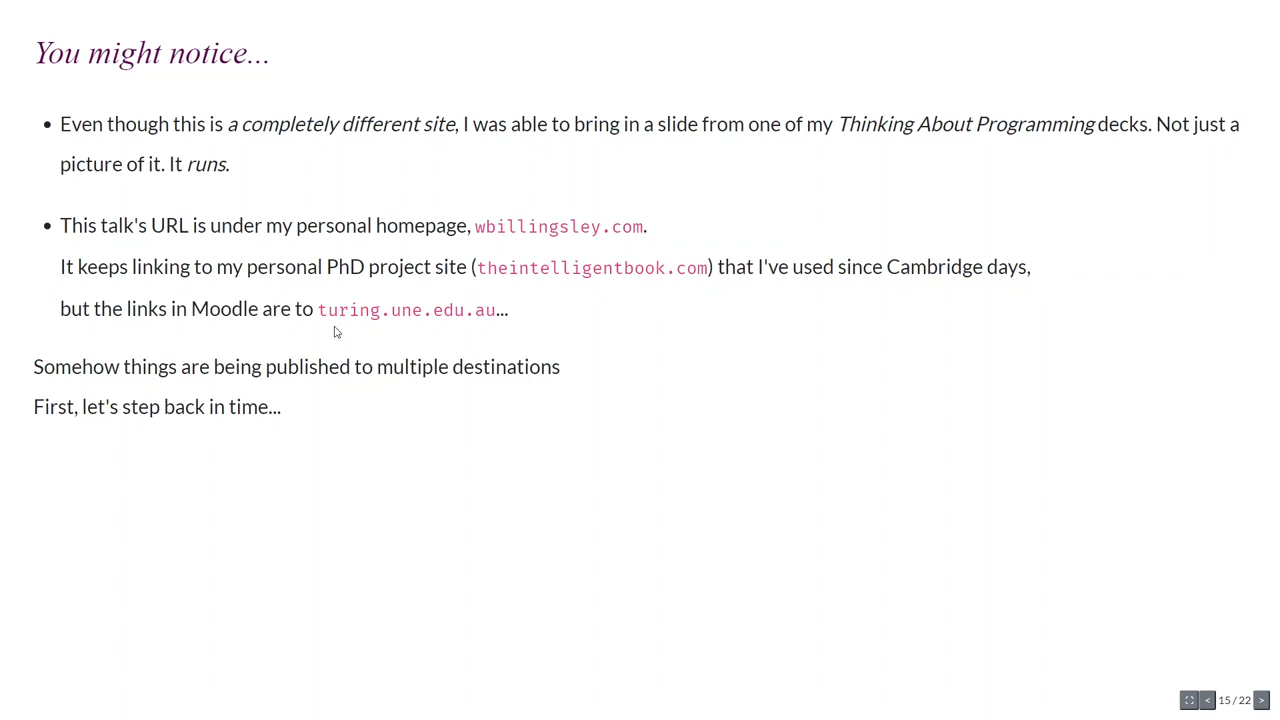 You might notice...
Even though this is a completely different site, I was able to bring in a slide from one of my Thinking About Programming decks. Not just a
picture of it. It runs.
This talk's URL is under my personal homepage, wbillingsley.com.
It keeps linking to my personal PhD project site (theintelligentbook.com) that I've used since Cambridge days,
but the links in Moodle are to turing.une.edu.au...
Somehow things are being published to multiple destinations
First, let's step back in time...
< 15 / 22 >